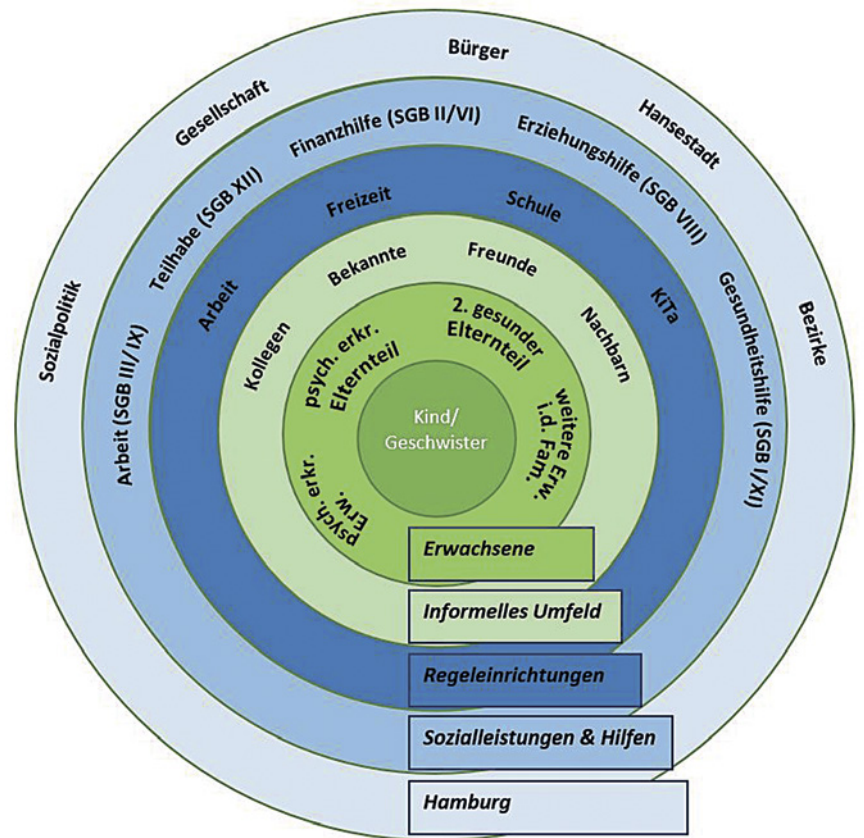 Bürger
Gesellschaft
Hansestadt
Sozialpolitik
Bezirke
Finanzhilfe (SGB II/VI)
Erziehungshilfe (SGB VIII)
Teilhabe (SGB XII)
Gesundheitshilfe (SGB I/XI)
Arbeit (SGB III/IX)
Freizeit
Schule
Arbeit
KiTa
Bekannte
Freunde
Kollegen
Nachbarn
psych. erkr.
Elternteil
2. gesunder
Elternteil
weitere Erw.
i.d. Fam.
psych. erkr.
Erw.
Kind/
Geschwister
Erwachsene
Informelles Umfeld
Regeleinrichtungen
Sozialleistungen & Hilfen
Hamburg